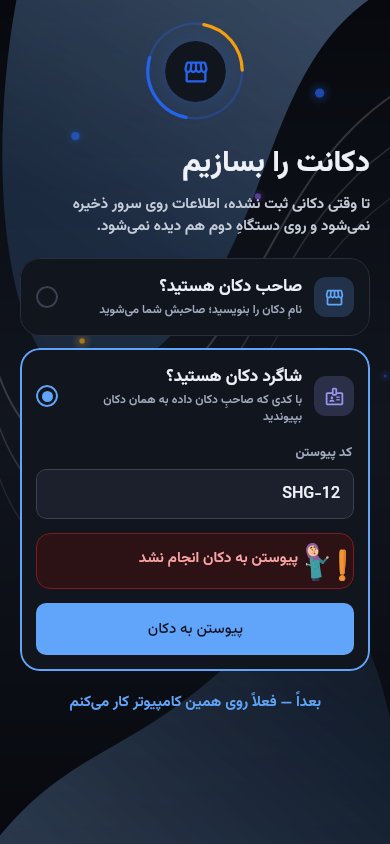 دکانت را بسازیم
تا وقتی دکانی ثبت نشده، اطلاعات روی سرور ذخیره
نمی‌شود و روی دستگاهِ دوم هم دیده نمی‌شود.
صاحب دکان هستید؟
نامِ دکان را بنویسید؛ صاحبش شما می‌شوید
شاگرد دکان هستید؟
با کدی که صاحبِ دکان داده به همان دکان
بپیوندید
کد پیوستن
SHG-12
پیوستن به دکان انجام نشد
پیوستن به دکان
بعداً — فعلاً روی همین کامپیوتر کار می‌کنم